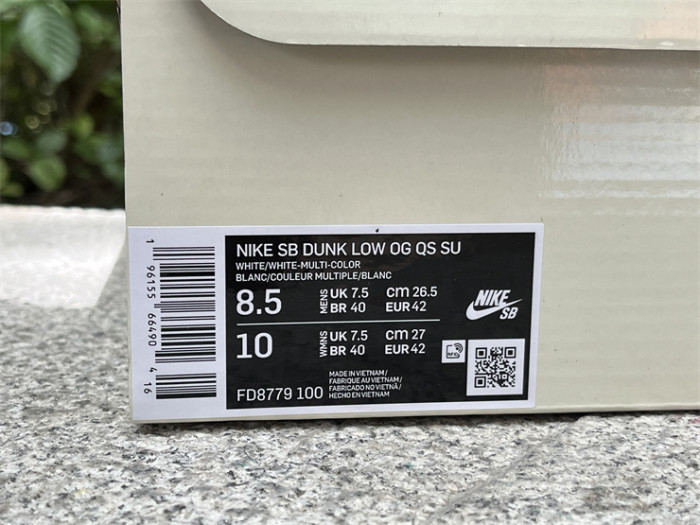 NIKE SB DUNK LOW OG QS SU
WHITE/WHITE-MULTI-COLOR
BLANC/COULEUR MULTIPLE/BLANC
8.5 MENS UK 7.5 cm 26.5
BR 40 EUR 42
10 WMNS UK 7.5 cm 27
BR 40 EUR 42
FD8779 100
MADE IN VIETNAM/
FABRIQUE AU VIETNAM/
FABRICADO NO VIETNÃ/
HECHO EN VIETNAM
NIKE
SB
RFID
1 96155 66490 4 16